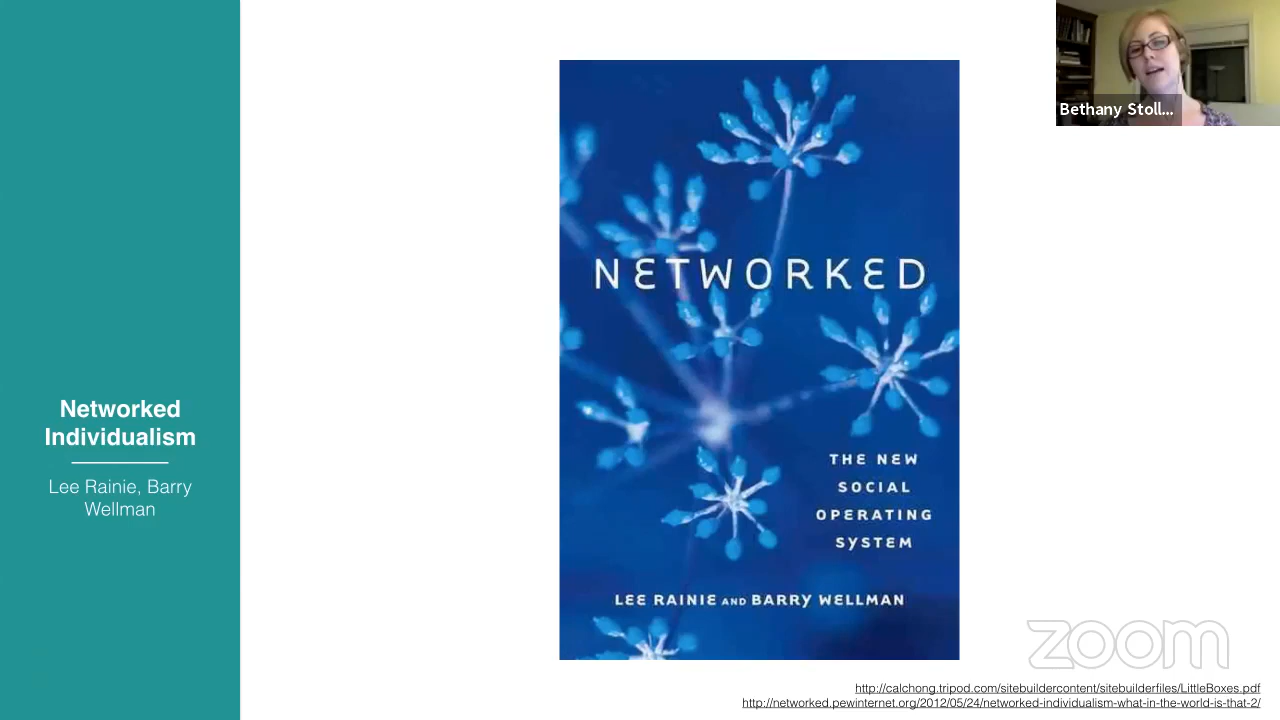 Networked
Individualism
Lee Rainie, Barry
Wellman
NETWORKED
THE NEW
SOCIAL
OPERATING
SYSTEM
LEE RAINIE AND BARRY WELLMAN
Bethany Stoll...
zoom
http://calchong.tripod.com/sitebuildercontent/sitebuilderfiles/LittleBoxes.pdf
http://networked.pewinternet.org/2012/05/24/networked-individualism-what-in-the-world-is-that-2/